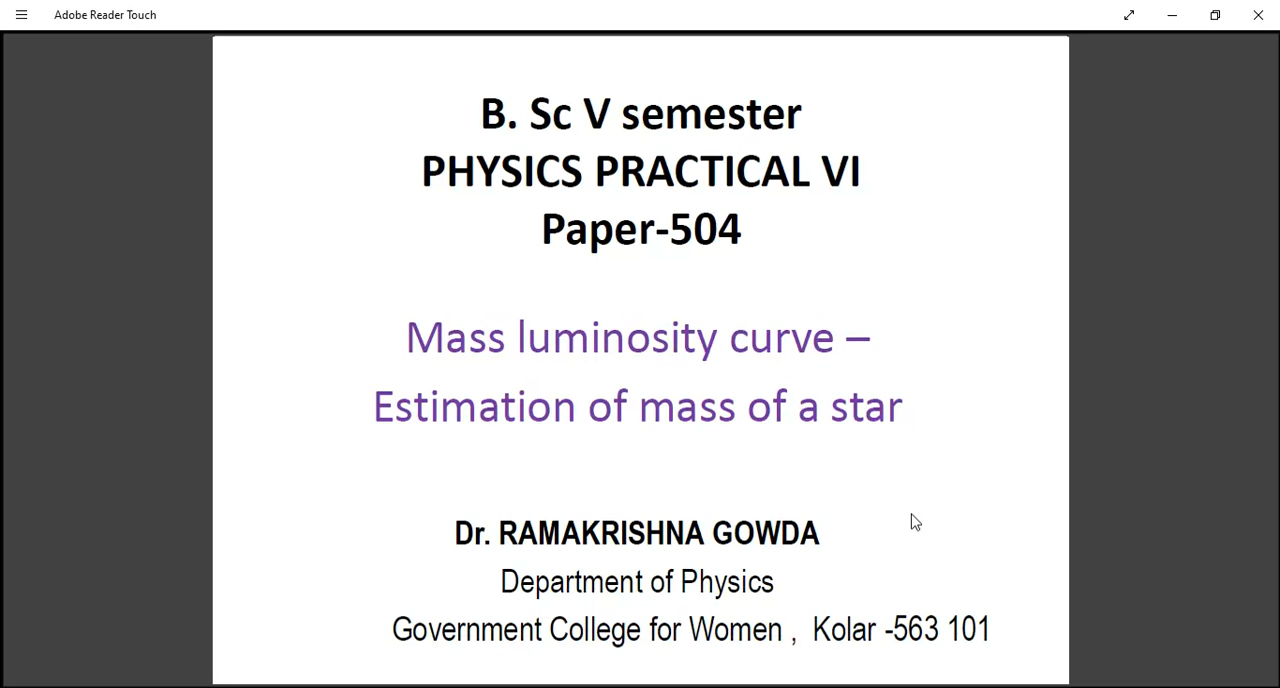 Adobe Reader Touch
B. Sc V semester
PHYSICS PRACTICAL VI
Paper-504
Mass luminosity curve –
Estimation of mass of a star
Dr. RAMAKRISHNA GOWDA
Department of Physics
Government College for Women , Kolar -563 101